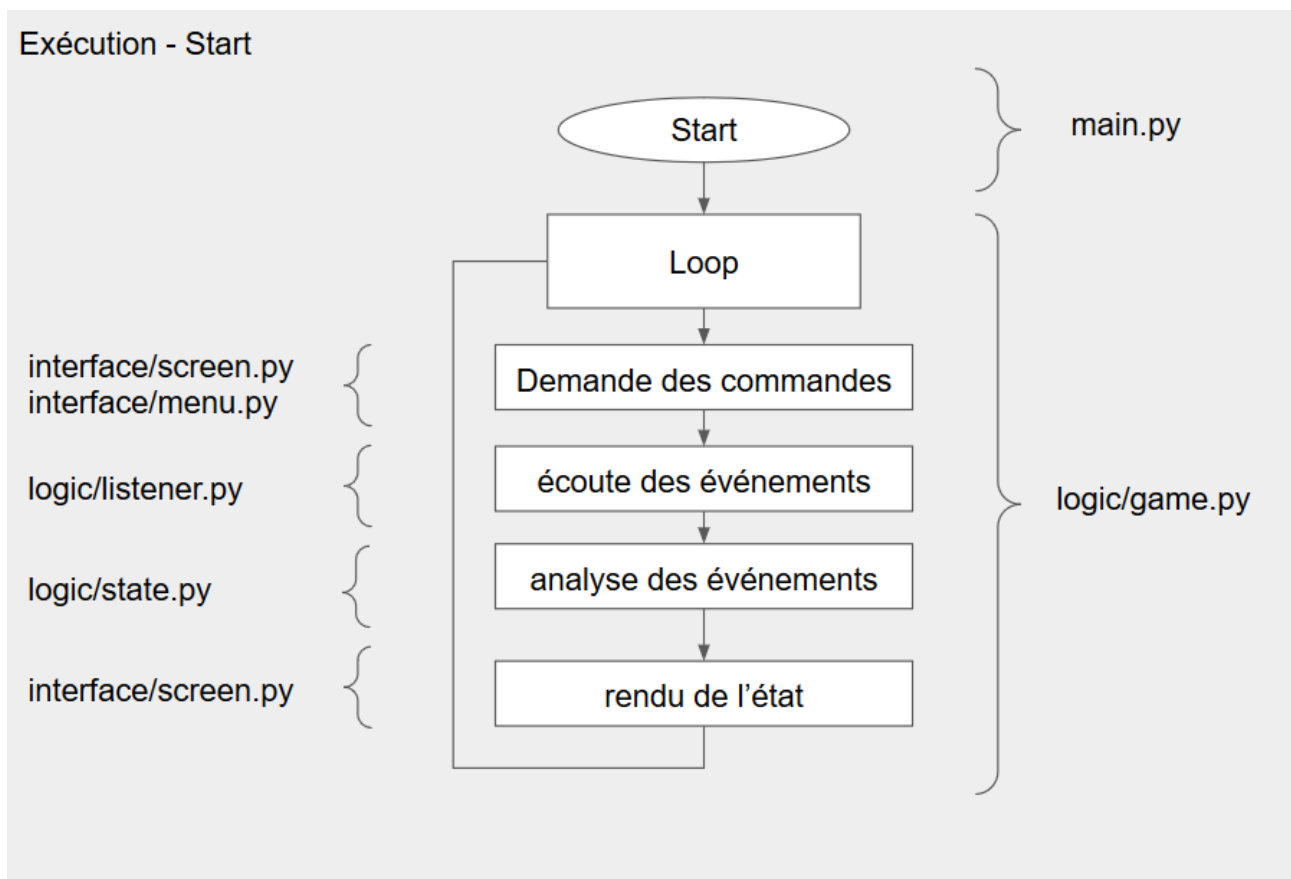 Exécution - Start
Start
main.py
Loop
interface/screen.py
interface/menu.py
Demande des commandes
logic/listener.py
écoute des événements
logic/game.py
logic/state.py
analyse des événements
interface/screen.py
rendu de l’état